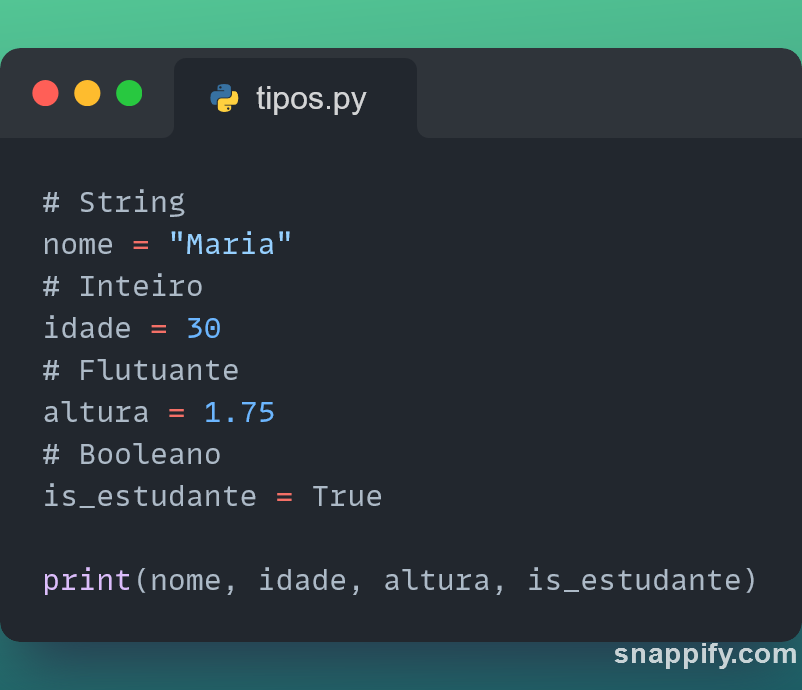 tipos.py
# String
nome = "Maria"
# Inteiro
idade = 30
# Flutuante
altura = 1.75
# Booleano
is_estudante = True
print(nome, idade, altura, is_estudante)
snappify.com